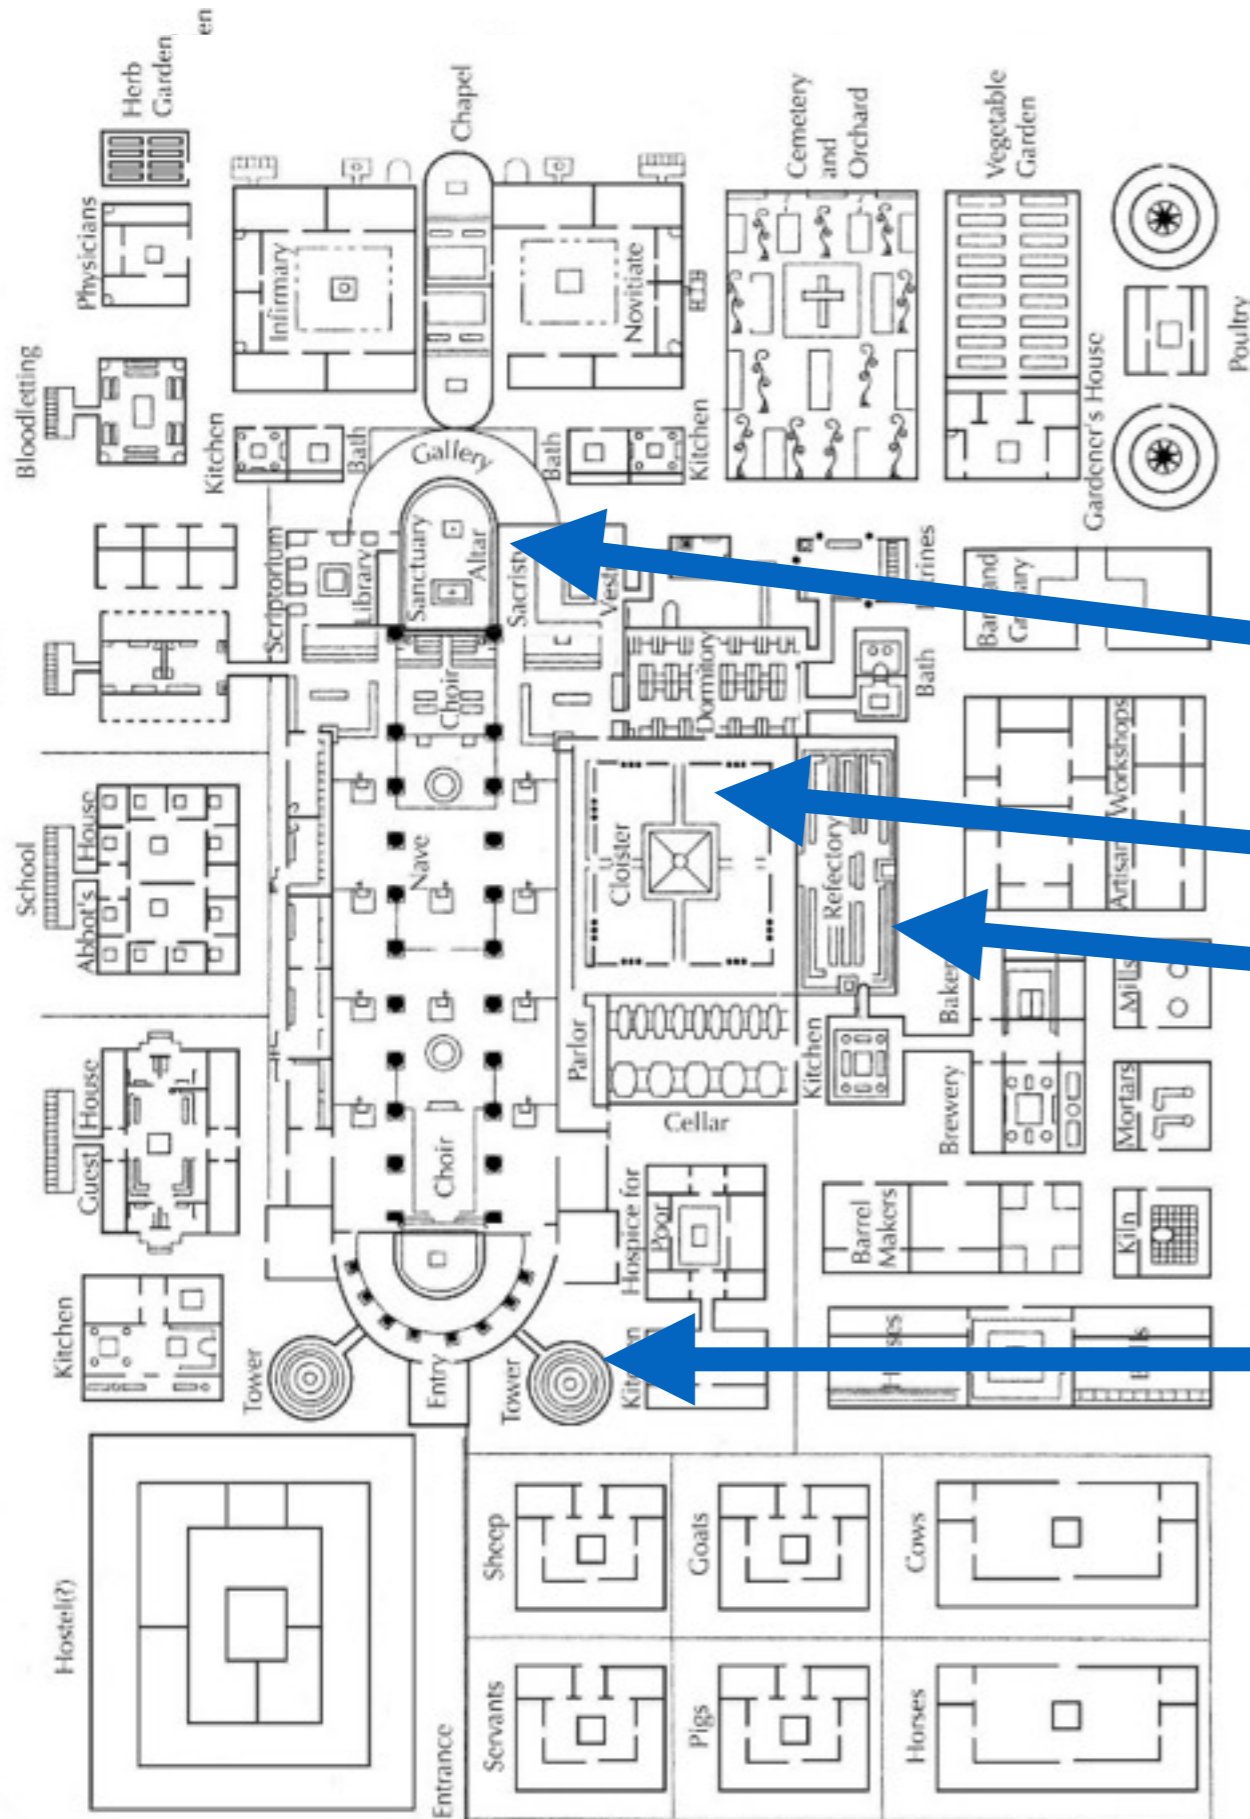 Hostel(?)
School
Bloodletting
Kitchen
Guest House
Abbot's House
Physicians
Herb
Garden
en
Tower
Entrance
Entry
Tower
Kitchen
Bath
Scriptorium
Library
Infirmary
Choir
Nave
Choir
Sanctuary
Altar
Gallery
Chapel
Sacristy
Bath
Kitchen
Novitiate
Servants
Sheep
Hospice for
Poor
Parlor
Cloister
Cellar
Dormitory
Pigs
Goats
Kitchen
Refectory
Cemetery
and
Orchard
Barrel
Makers
Bath
Horses
Cows
Brewery
Vegetable
Garden
Gardener's House
Kiln
Mortars
Mills
Workshops
Poultry